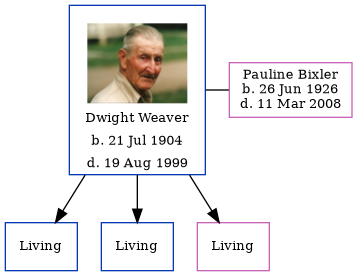 Dwight Weaver
b. 21 Jul 1904
d. 19 Aug 1999
Pauline Bixler
b. 26 Jun 1926
d. 11 Mar 2008
Living
Living
Living